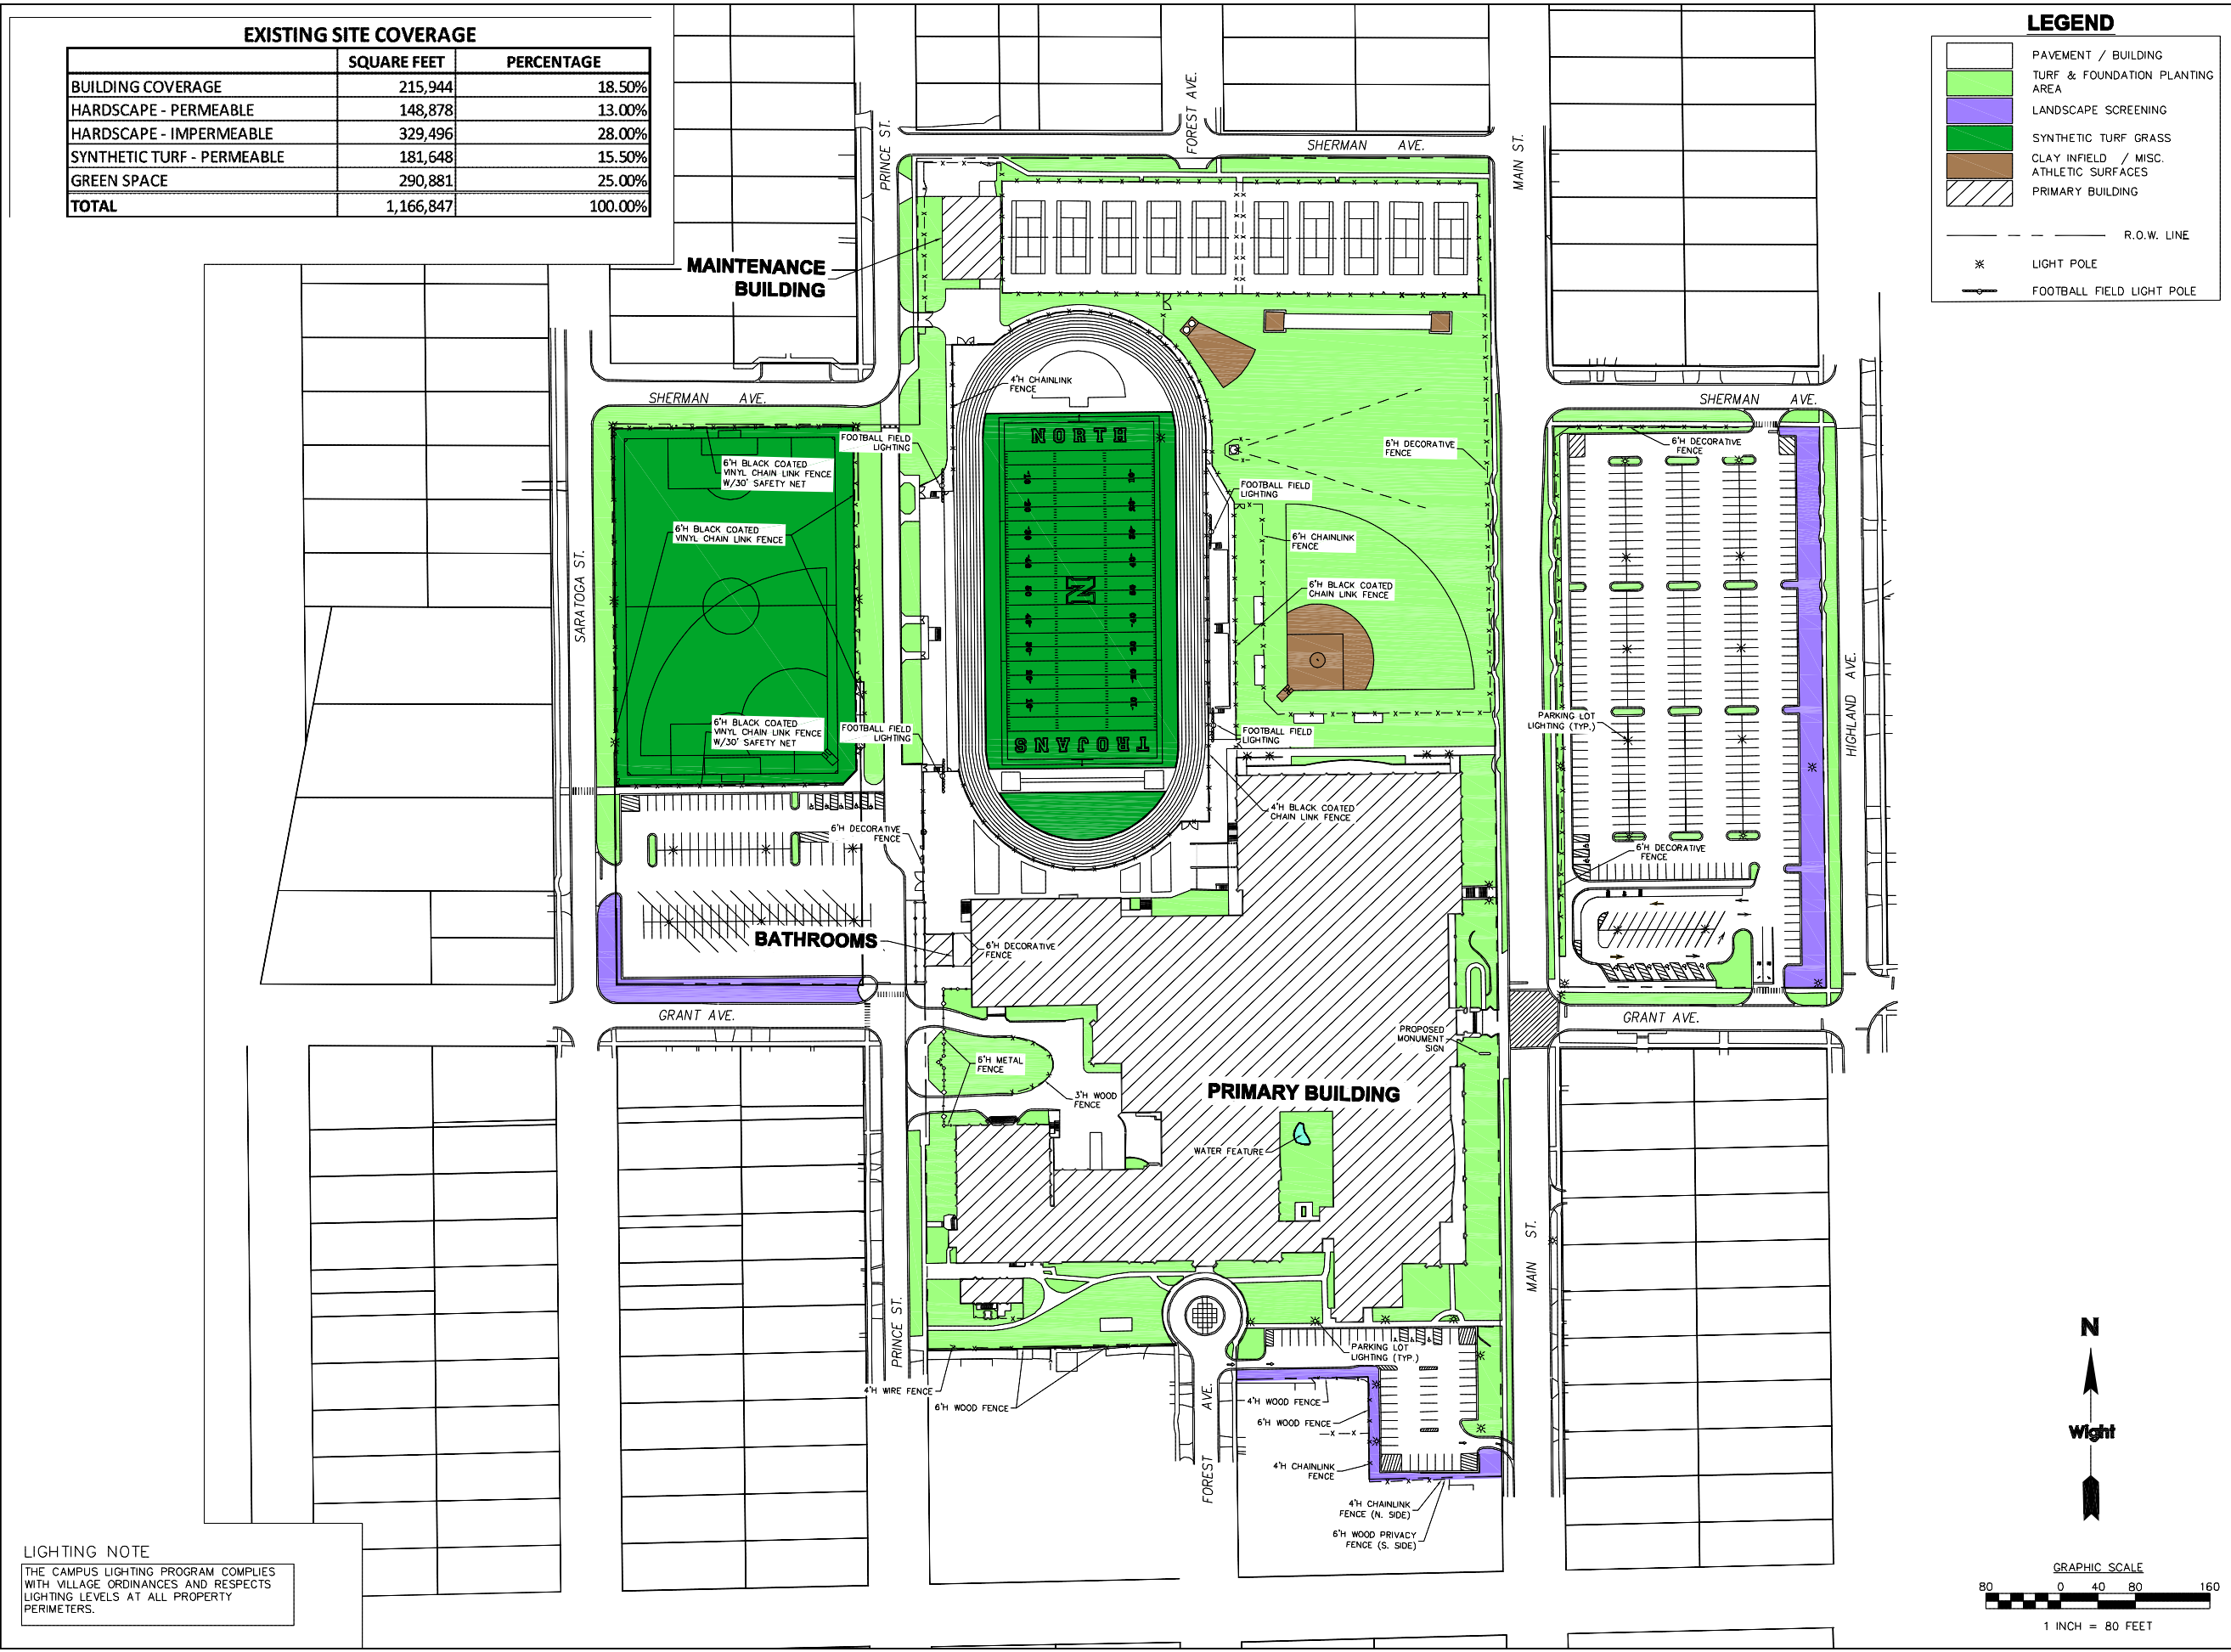 EXISTING SITE COVERAGE
SQUARE FEET PERCENTAGE
BUILDING COVERAGE 215,944 18.50%
HARDSCAPE - PERMEABLE 148,878 13.00%
HARDSCAPE - IMPERMEABLE 329,496 28.00%
SYNTHETIC TURF - PERMEABLE 181,648 15.50%
GREEN SPACE 290,881 25.00%
TOTAL 1,166,847 100.00%
LEGEND
PAVEMENT / BUILDING
TURF & FOUNDATION PLANTING
AREA
LANDSCAPE SCREENING
SYNTHETIC TURF GRASS
CLAY INFIELD / MISC.
ATHLETIC SURFACES
PRIMARY BUILDING
R.O.W. LINE
LIGHT POLE
FOOTBALL FIELD LIGHT POLE
PRINCE ST.
FOREST AVE.
SHERMAN AVE.
MAIN ST.
MAINTENANCE
BUILDING
SHERMAN AVE.
4'H CHAINLINK
FENCE
SHERMAN AVE.
FOOTBALL FIELD
LIGHTING
NORTH
6'H DECORATIVE
FENCE
6'H DECORATIVE
FENCE
6'H BLACK COATED
VINYL CHAIN LINK FENCE
W/30' SAFETY NET
FOOTBALL FIELD
LIGHTING
6'H BLACK COATED
VINYL CHAIN LINK FENCE
6'H CHAINLINK
FENCE
SARATOGA ST.
N
6'H BLACK COATED
CHAIN LINK FENCE
HIGHLAND AVE.
6'H BLACK COATED
VINYL CHAIN LINK FENCE
W/30' SAFETY NET
FOOTBALL FIELD
LIGHTING
TROJANS
FOOTBALL FIELD
LIGHTING
PARKING LOT
LIGHTING (TYP.)
4'H BLACK COATED
CHAIN LINK FENCE
6'H DECORATIVE
FENCE
6'H DECORATIVE
FENCE
BATHROOMS
6'H DECORATIVE
FENCE
GRANT AVE.
GRANT AVE.
PROPOSED
MONUMENT
SIGN
6'H METAL
FENCE
3'H WOOD
FENCE
PRIMARY BUILDING
WATER FEATURE
MAIN ST.
PRINCE ST.
PARKING LOT
LIGHTING (TYP.)
4'H WIRE FENCE
6'H WOOD FENCE
FOREST AVE.
4'H WOOD FENCE
6'H WOOD FENCE
4'H CHAINLINK
FENCE
4'H CHAINLINK
FENCE (N. SIDE)
6'H WOOD PRIVACY
FENCE (S. SIDE)
N
Wight
LIGHTING NOTE
THE CAMPUS LIGHTING PROGRAM COMPLIES
WITH VILLAGE ORDINANCES AND RESPECTS
LIGHTING LEVELS AT ALL PROPERTY
PERIMETERS.
GRAPHIC SCALE
80 0 40 80 160
1 INCH = 80 FEET